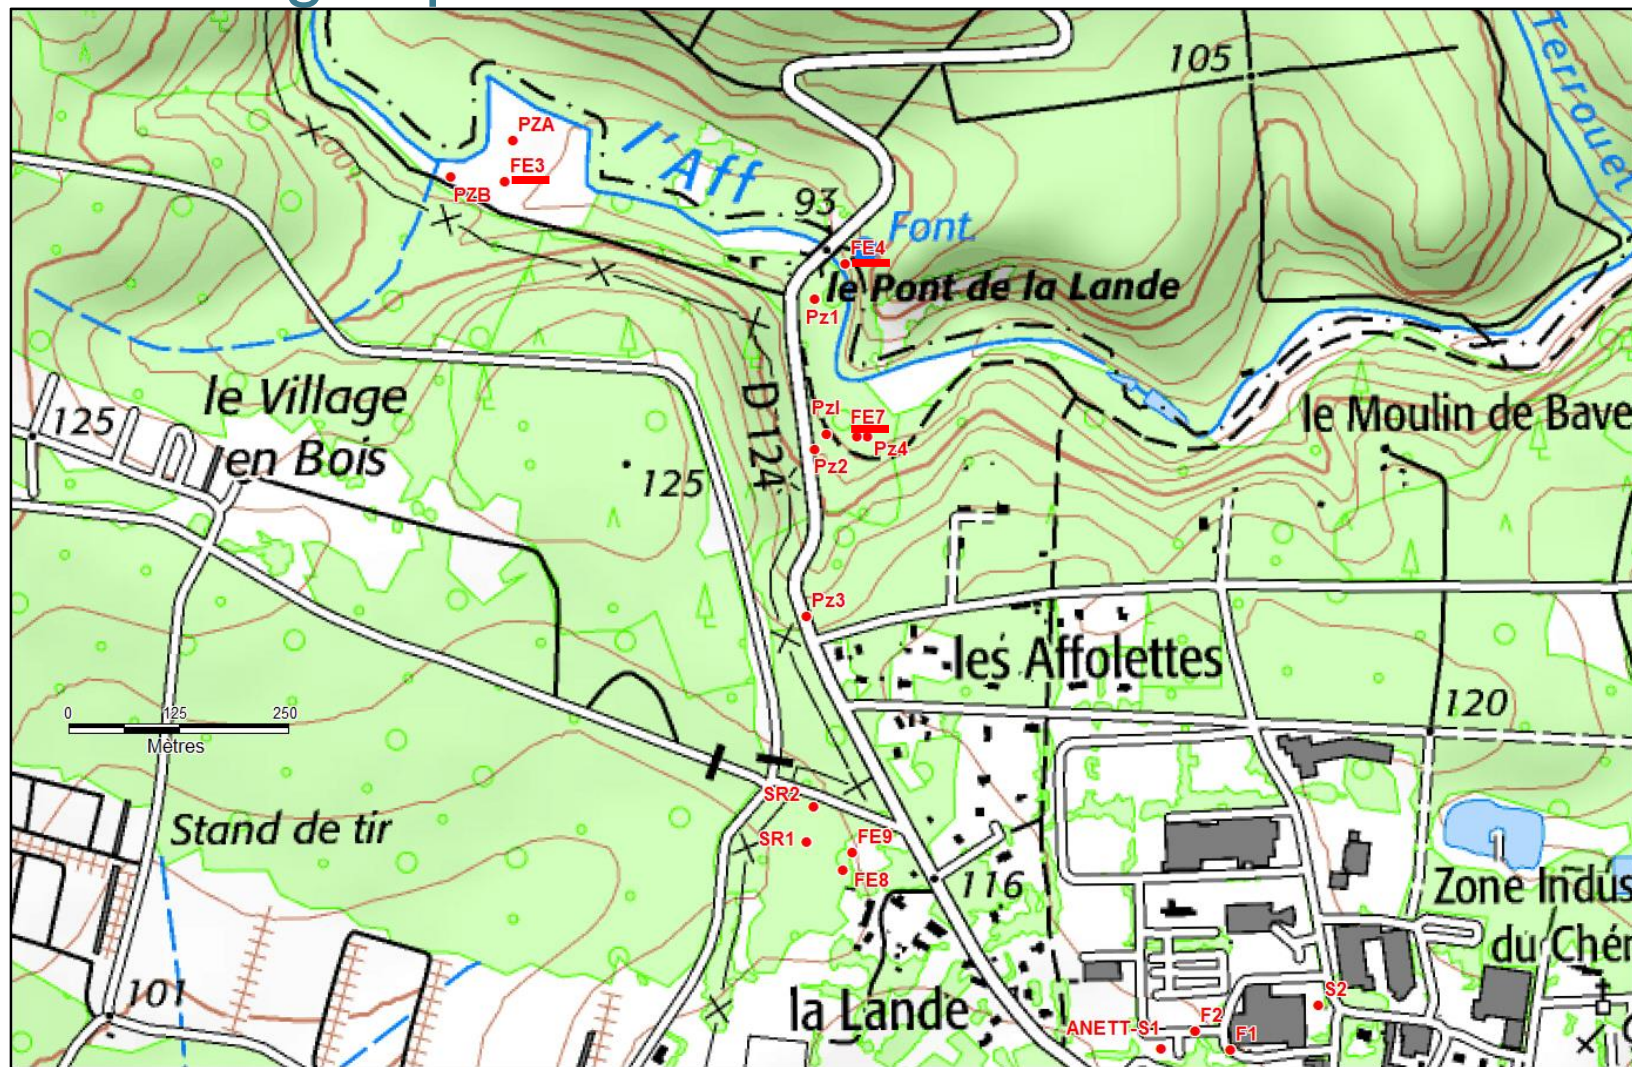 105
Terrouet
PZA
FE3
PZB
l'Aff
93
Font.
FE4
le Pont de la Lande
Pz1
le Village
en Bois
125
125
D 124
PzI
FE7
Pz4
Pz2
le Moulin de Bave
Pz3
les Affolettes
120
0 125 250
Mètres
Stand de tir
SR2
SR1
FE9
FE8
116
Zone Indus
du Chên
101
la Lande
ANETT-S1
F2
F1
S2